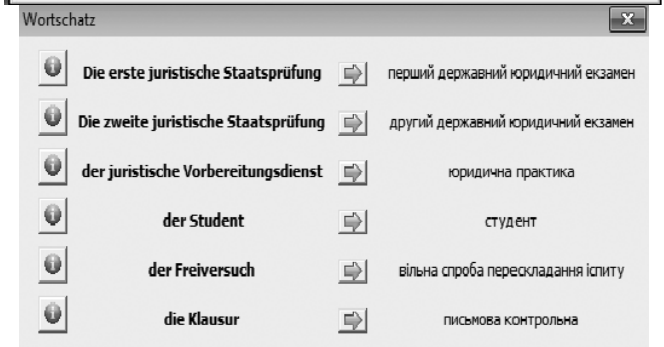 Wortschatz
Die erste juristische Staatsprüfung перший державний юридичний екзамен
Die zweite juristische Staatsprüfung другий державний юридичний екзамен
der juristische Vorbereitungsdienst юридична практика
der Student студент
der Freiversuch вільна спроба перескладання іспиту
die Klausur письмова контрольна